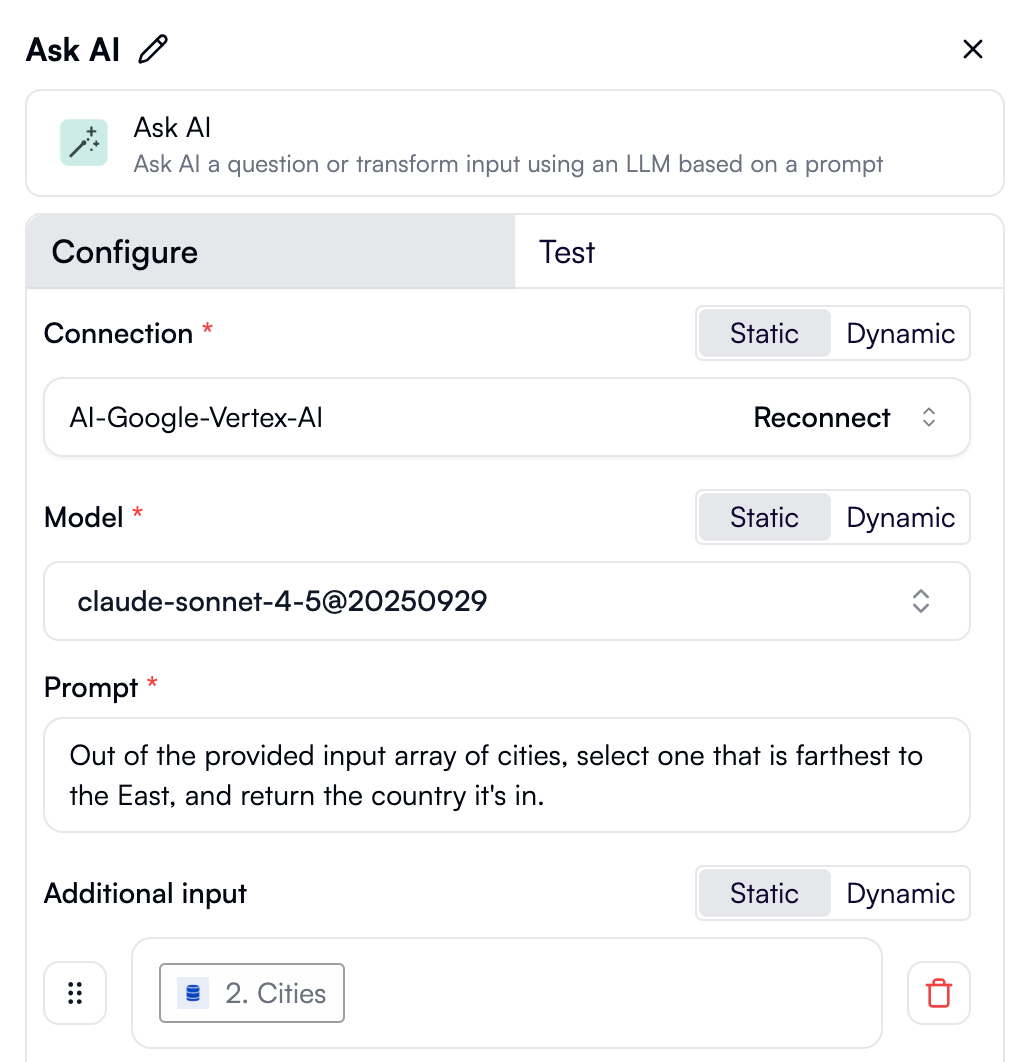 Ask AI
Ask AI
Ask AI a question or transform input using an LLM based on a prompt
Configure
Test
Connection *
Static
Dynamic
AI-Google-Vertex-AI
Reconnect
Model *
Static
Dynamic
claude-sonnet-4-5@20250929
Prompt *
Out of the provided input array of cities, select one that is farthest to
the East, and return the country it's in.
Additional input
Static
Dynamic
2. Cities